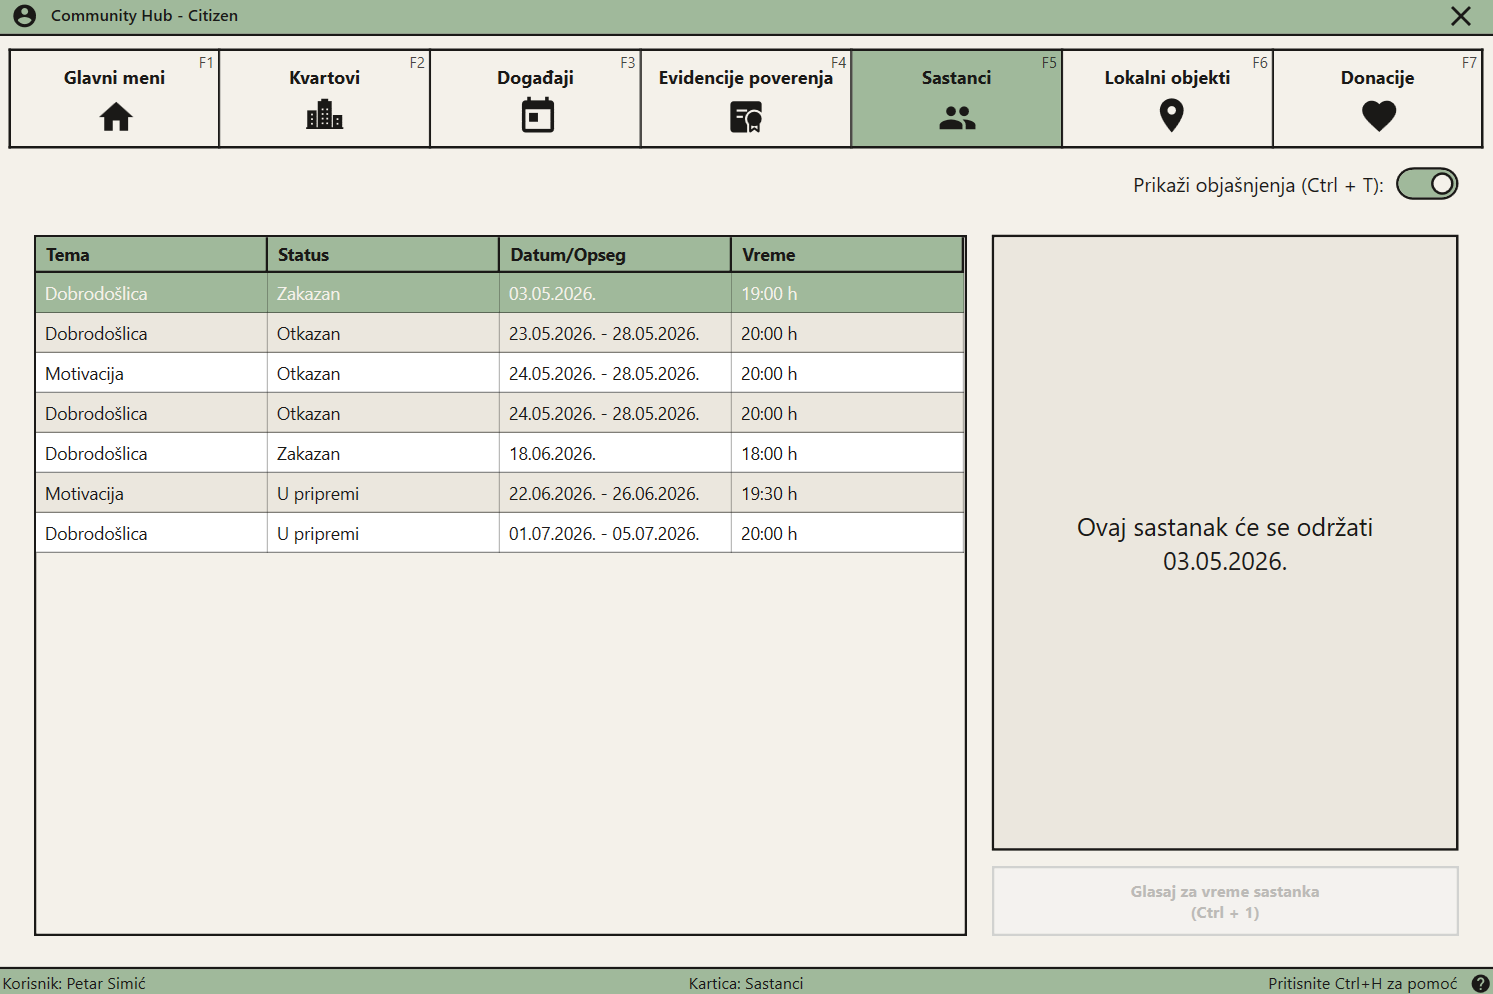 Community Hub - Citizen
Glavni meni F1
Kvartovi F2
Događaji F3
Evidencije poverenja F4
Sastanci F5
Lokalni objekti F6
Donacije F7
Prikaži objašnjenja (Ctrl + T):
Tema Status Datum/Opseg Vreme
Dobrodošlica Zakazan 03.05.2026. 19:00 h
Dobrodošlica Otkazan 23.05.2026. - 28.05.2026. 20:00 h
Motivacija Otkazan 24.05.2026. - 28.05.2026. 20:00 h
Dobrodošlica Otkazan 24.05.2026. - 28.05.2026. 20:00 h
Dobrodošlica Zakazan 18.06.2026. 18:00 h
Motivacija U pripremi 22.06.2026. - 26.06.2026. 19:30 h
Dobrodošlica U pripremi 01.07.2026. - 05.07.2026. 20:00 h
Ovaj sastanak će se održati
03.05.2026.
Glasaj za vreme sastanka
(Ctrl + 1)
Korisnik: Petar Simić Kartica: Sastanci Pritisnite Ctrl+H za pomoć ?